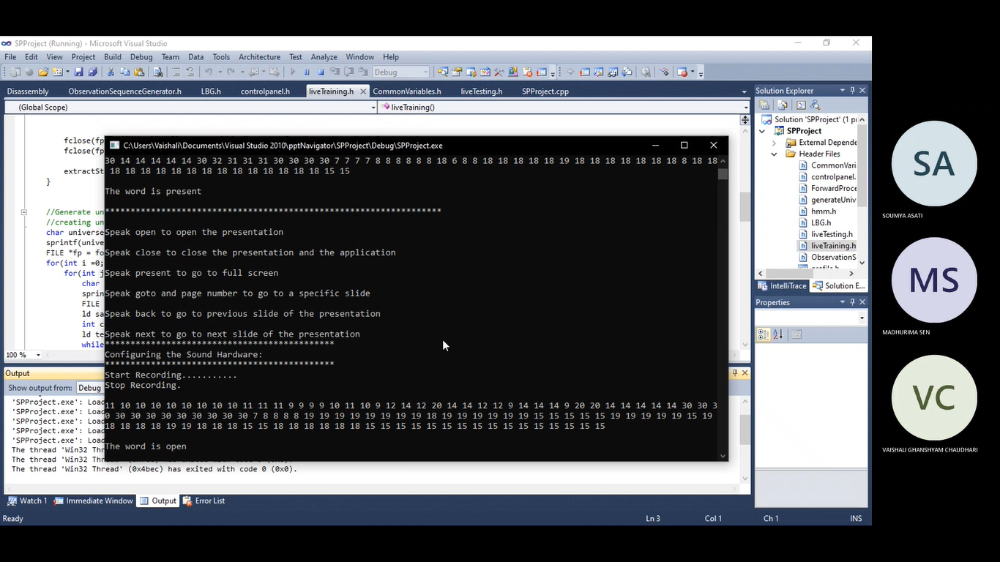 SPProject (Running) - Microsoft Visual Studio
File Edit View Project Build Debug Team Data Tools Architecture Test Analyze Window Help
Debug
Disassembly ObservationSequenceGenerator.h LBG.h controlpanel.h liveTraining.h CommonVariables.h liveTesting.h SPProject.cpp
(Global Scope) liveTraining()
fclose(fp
fclose(fp
extractSt
}
//Generate un
//creating un
char universe
sprintf(unive
FILE *fp = fo
for(int i =0;
for(int j
char
sprin
FILE
ld sa
int c
ld te
while
100 %
C:\Users\Vaishali\Documents\Visual Studio 2010\pptNavigator\SPProject\Debug\SPProject.exe
30 14 14 14 14 14 30 32 31 31 31 30 30 30 30 7 7 7 7 8 8 8 8 8 18 6 8 8 18 18 18 18 18 19 18 18 18 18 18 18 18 8 18 18
18 18 18 18 18 18 18 18 18 18 18 18 18 18 15 15
The word is present
******************************************************************
Speak open to open the presentation
Speak close to close the presentation and the application
Speak present to go to full screen
Speak goto and page number to go to a specific slide
Speak back to go to previous slide of the presentation
Speak next to go to next slide of the presentation
*********************************************
Configuring the Sound Hardware:
*********************************************
Start Recording...........
Stop Recording.
11 10 10 10 10 10 10 10 10 11 11 11 9 9 9 9 10 11 10 9 12 14 12 20 14 14 12 12 9 14 14 14 9 20 20 14 14 14 14 14 30 30 3
0 30 30 30 30 30 30 30 30 7 8 8 8 8 19 19 19 19 19 19 19 19 18 19 19 19 19 19 15 15 15 15 19 19 19 19 19 15 19
18 18 18 18 19 19 18 18 18 15 15 18 18 18 18 18 18 15 15 15 15 15 15 15 15 15 15 15 15 15 15 15 15
The word is open
Output
Show output from: Debug
'SPProject.exe': Load
'SPProject.exe': Load
'SPProject.exe': Load
'SPProject.exe': Load
'SPProject.exe': Load
The thread 'Win32 Thr
The thread 'Win32 Thr
The thread 'Win32 Thread' (0x4bec) has exited with code 0 (0x0).
Watch 1 Immediate Window Output Error List
Ready Ln 3 Col 1 Ch 1 INS
Solution Explorer
Solution 'SPProject' (1 p
SPProject
External Depende
Header Files
CommonVari
controlpanel.
ForwardProce
generateUniv
hmm.h
LBG.h
liveTesting.h
liveTraining.h
ObservationS
IntelliTrace Solution E...
Properties
SA
SOUMYA ASATI
MS
MADHURIMA SEN
VC
VAISHALI GHANSHYAM CHAUDHARI